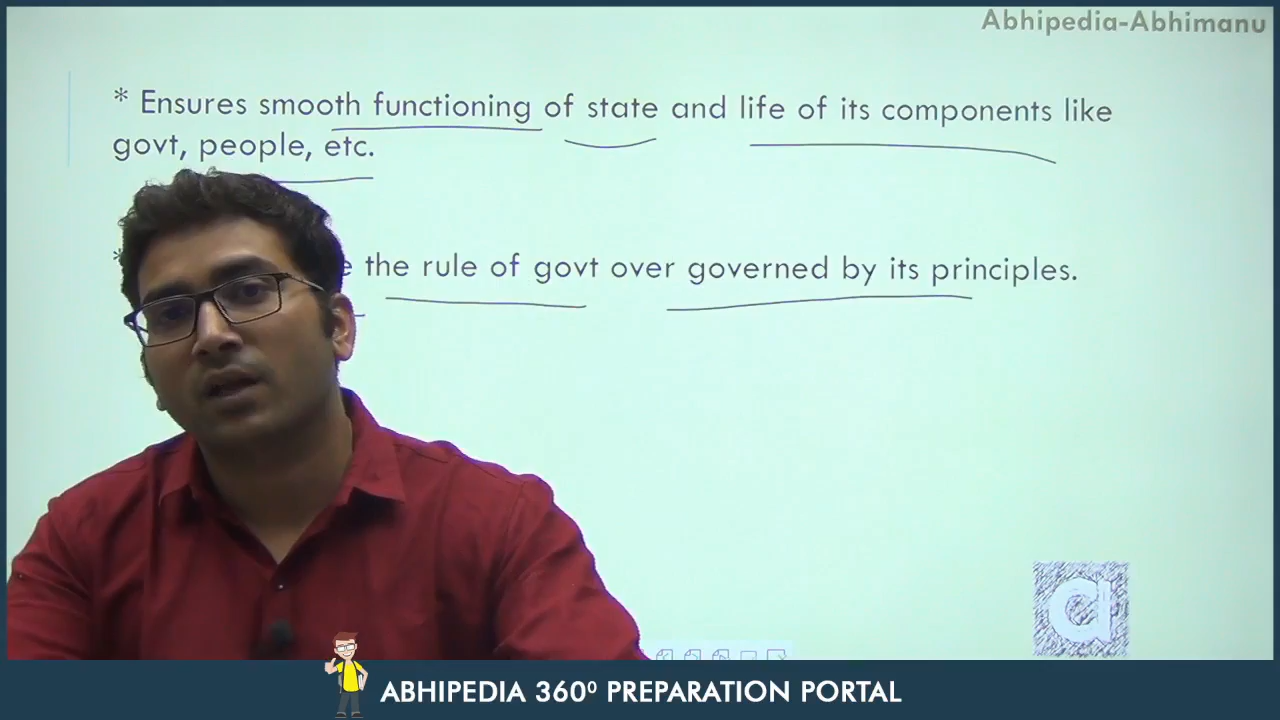 Abhipedia-Abhimanu
* Ensures smooth functioning of state and life of its components like
govt, people, etc.
the rule of govt over governed by its principles.
a
ABHIPEDIA 360⁰ PREPARATION PORTAL